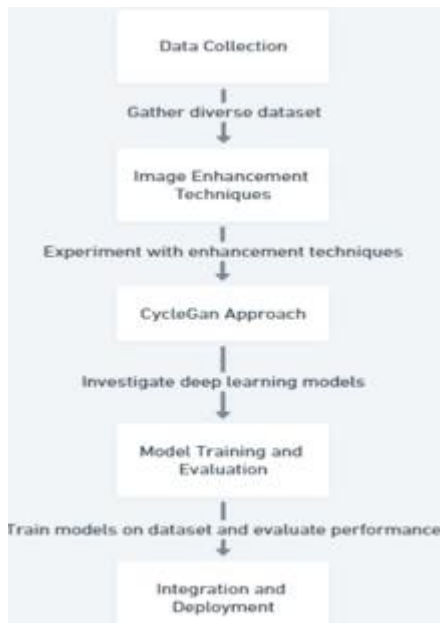 Data Collection
Gather diverse dataset
Image Enhancement
Techniques
Experiment with enhancement techniques
CycleGan Approach
Investigate deep learning models
Model Training and
Evaluation
Train models on dataset and evaluate performance
Integration and
Deployment